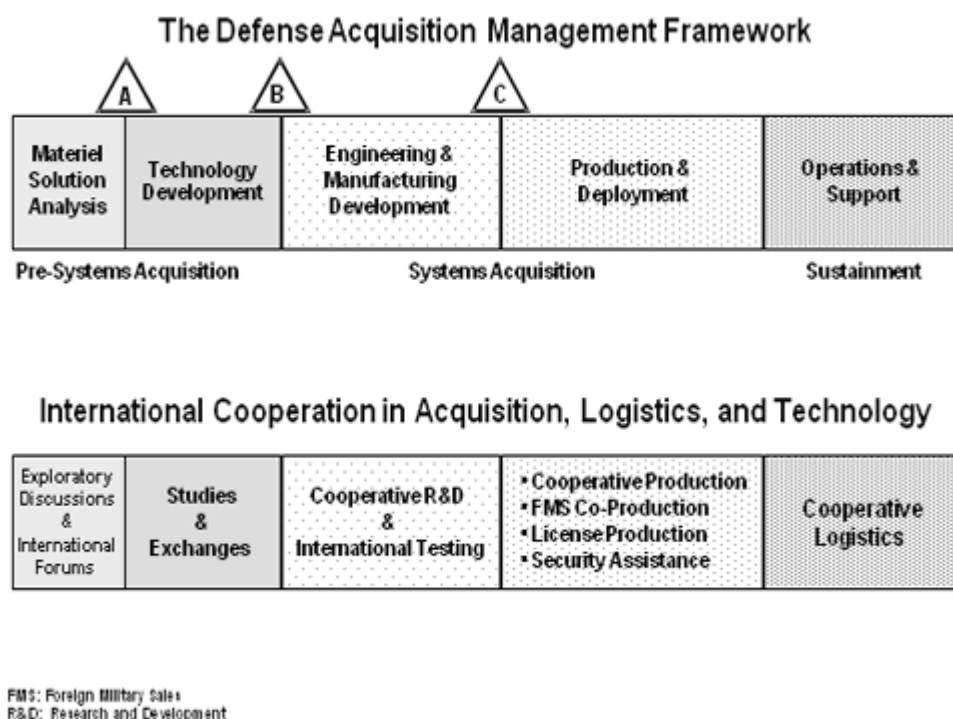 The Defense Acquisition Management Framework
A
B
C
Materiel
Solution
Analysis
Technology
Development
Engineering &
Manufacturing
Development
Production &
Deployment
Operations &
Support
Pre-Systems Acquisition
Systems Acquisition
Sustainment
International Cooperation in Acquisition, Logistics, and Technology
Exploratory
Discussions
&
International
Forums
Studies
&
Exchanges
Cooperative R&D
&
International Testing
▪ Cooperative Production
▪ FMS Co-Production
▪ License Production
▪ Security Assistance
Cooperative
Logistics
FMS: Foreign Military Sales
R&D: Research and Development